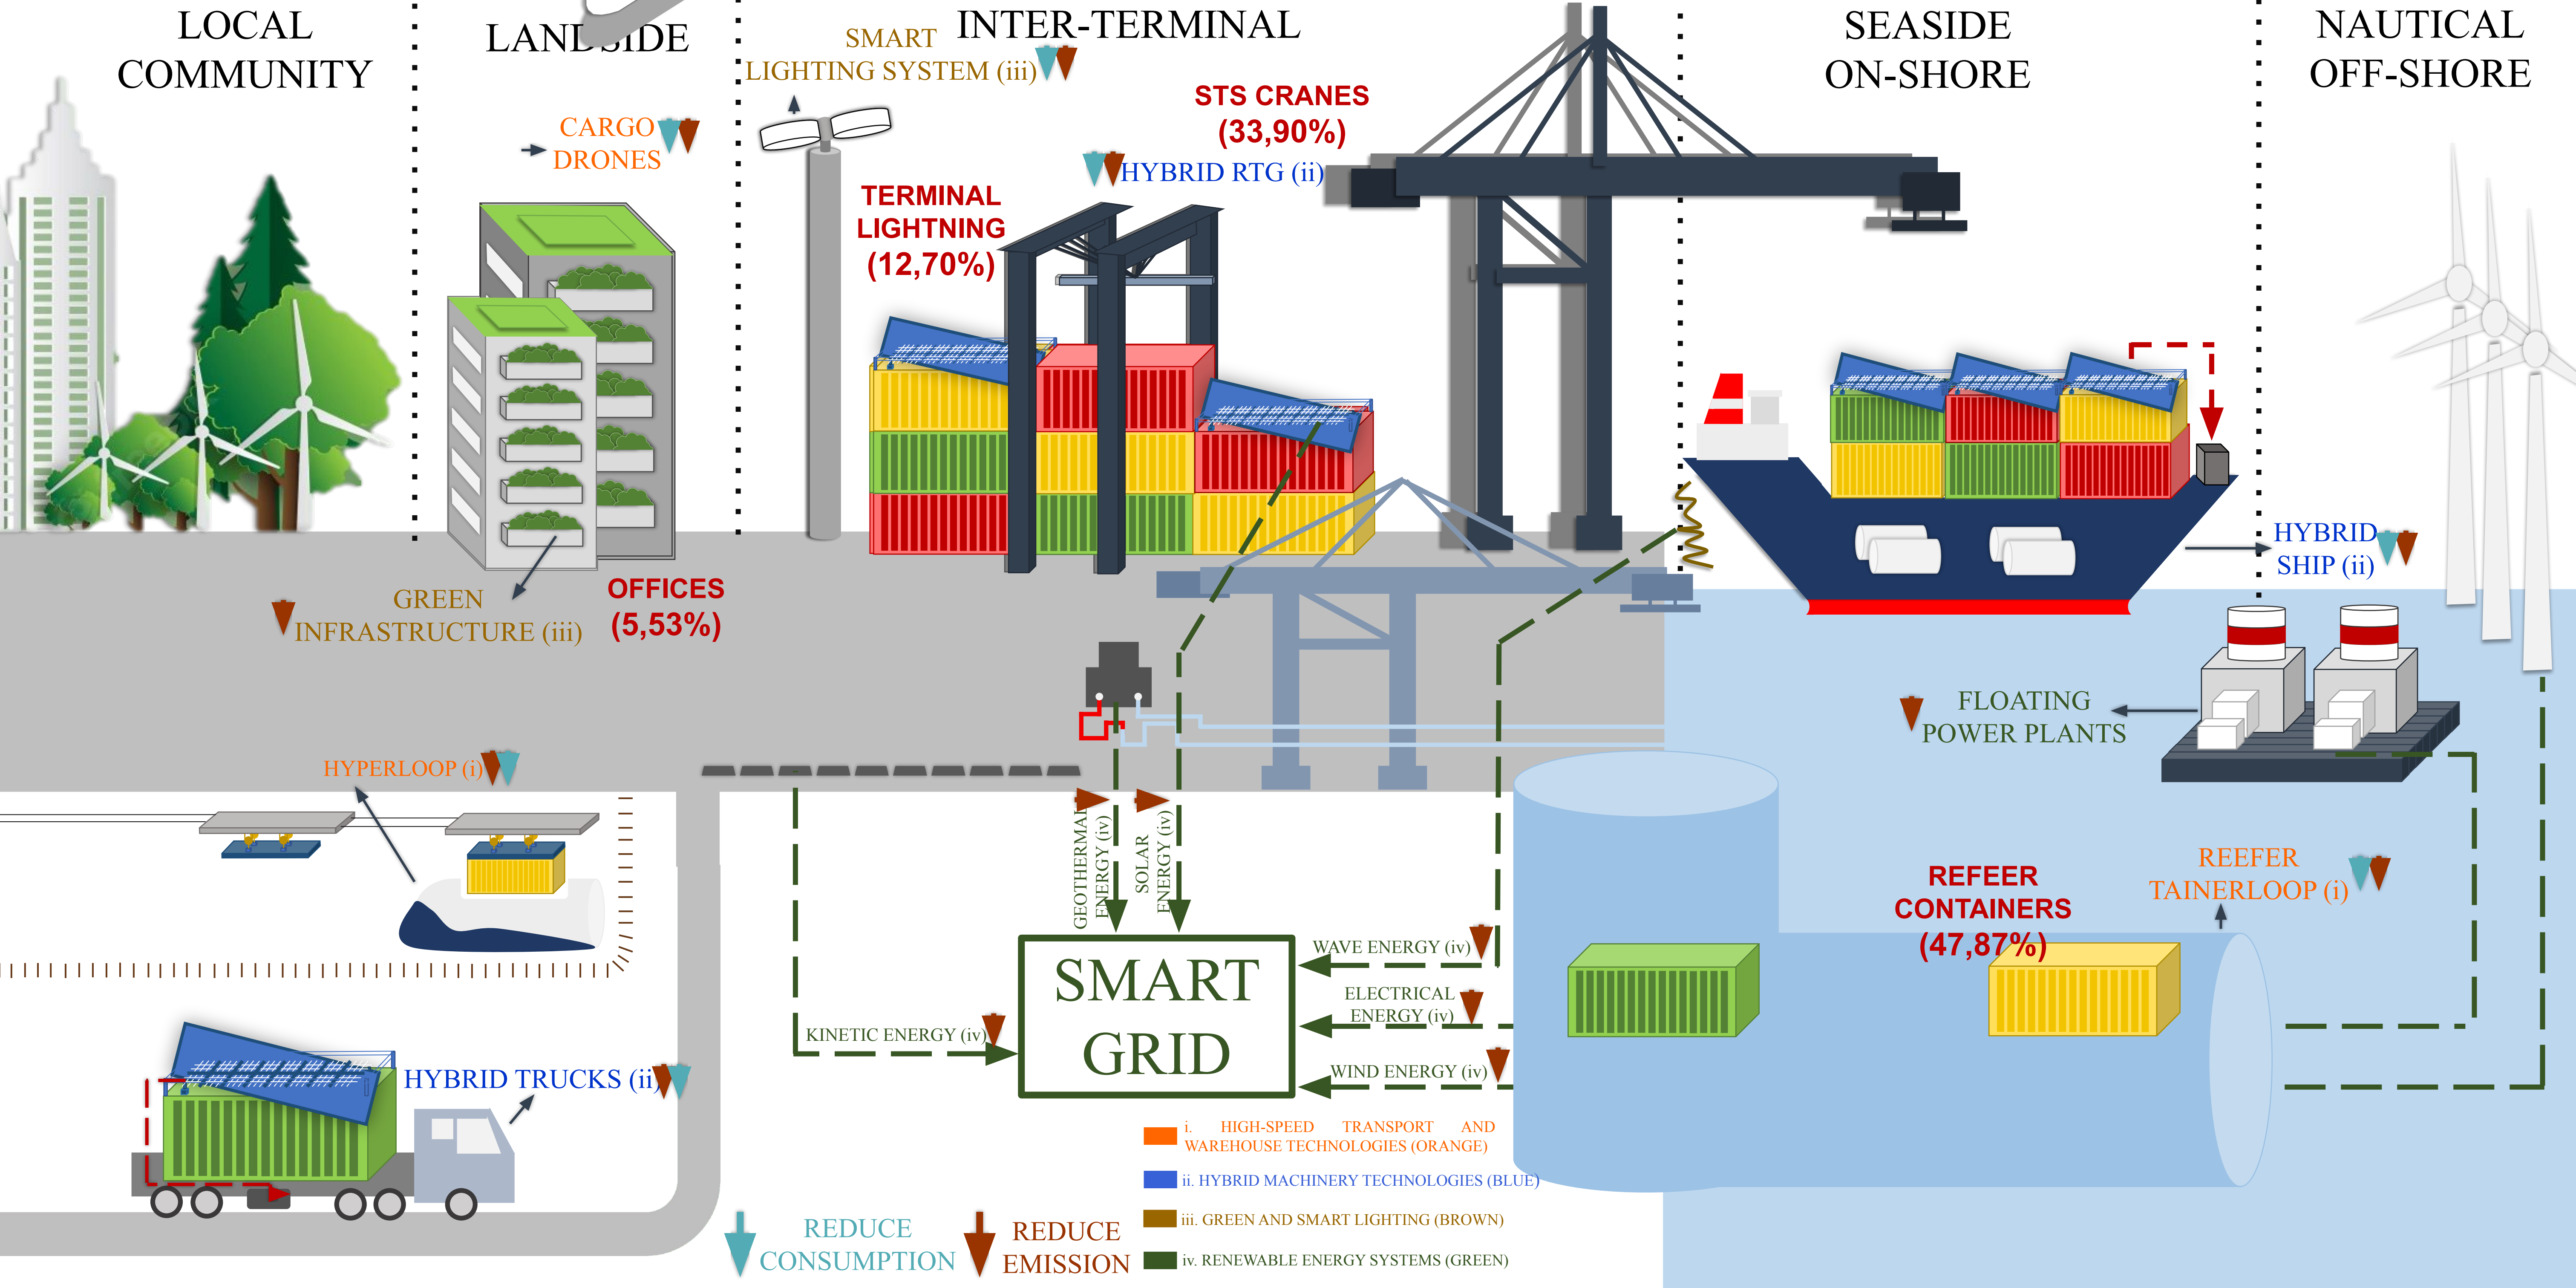 LOCAL
COMMUNITY
LANDSIDE
INTER-TERMINAL
SEASIDE
ON-SHORE
NAUTICAL
OFF-SHORE
SMART
LIGHTING SYSTEM (iii)
CARGO
DRONES
STS CRANES
(33,90%)
HYBRID RTG (ii)
TERMINAL
LIGHTNING
(12,70%)
GREEN
INFRASTRUCTURE (iii)
OFFICES
(5,53%)
HYBRID
SHIP (ii)
FLOATING
POWER PLANTS
HYPERLOOP (i)
GEOTHERMAL
ENERGY (iv)
SOLAR
ENERGY (iv)
REFEER
CONTAINERS
(47,87%)
REEFER
TAINERLOOP (i)
SMART
GRID
WAVE ENERGY (iv)
ELECTRICAL
ENERGY (iv)
WIND ENERGY (iv)
KINETIC ENERGY (iv)
HYBRID TRUCKS (ii)
i. HIGH-SPEED TRANSPORT AND
WAREHOUSE TECHNOLOGIES (ORANGE)
ii. HYBRID MACHINERY TECHNOLOGIES (BLUE)
iii. GREEN AND SMART LIGHTING (BROWN)
iv. RENEWABLE ENERGY SYSTEMS (GREEN)
REDUCE
CONSUMPTION
REDUCE
EMISSION